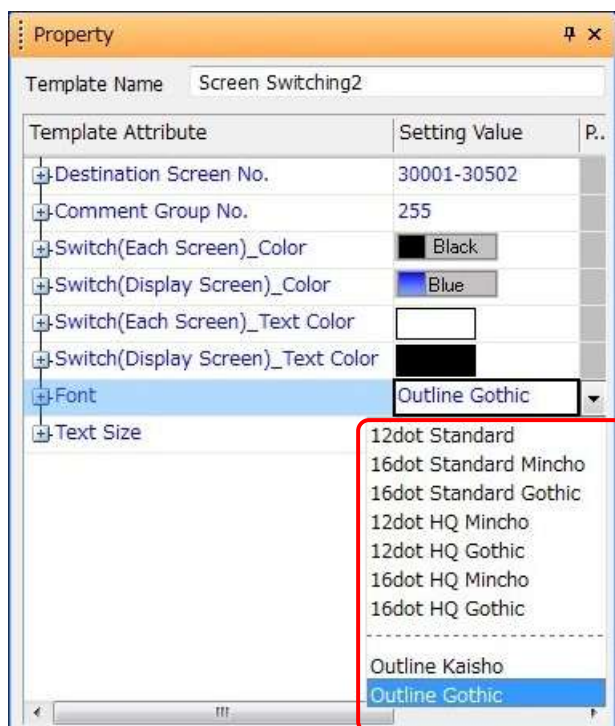 Property
Template Name Screen Switching2
Template Attribute Setting Value P..
Destination Screen No. 30001-30502
Comment Group No. 255
Switch(Each Screen)_Color Black
Switch(Display Screen)_Color Blue
Switch(Each Screen)_Text Color
Switch(Display Screen)_Text Color
Font Outline Gothic
Text Size
12dot Standard
16dot Standard Mincho
16dot Standard Gothic
12dot HQ Mincho
12dot HQ Gothic
16dot HQ Mincho
16dot HQ Gothic
Outline Kaisho
Outline Gothic